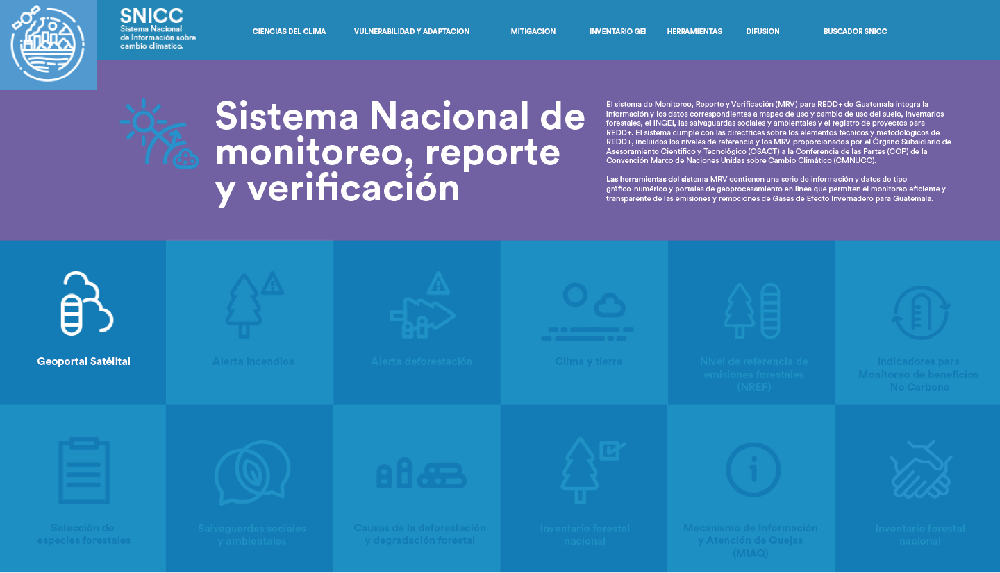 SNICC
Sistema Nacional
de Información sobre
cambio climatico.
CIENCIAS DEL CLIMA
VULNERABILIDAD Y ADAPTACIÓN
MITIGACIÓN
INVENTARIO GEI
HERRAMIENTAS
DIFUSIÓN
BUSCADOR SNICC
Sistema Nacional de
monitoreo, reporte
y verificación
El sistema de Monitoreo, Reporte y Verificación (MRV) para REDD+ de Guatemala integra la
información y los datos correspondientes a mapeo de uso y cambio de uso del suelo, inventarios
forestales, el INGEI, las salvaguardas sociales y ambientales y el registro de proyectos para
REDD+. El sistema cumple con las directrices sobre los elementos técnicos y metodológicos de
REDD+, incluidos los niveles de referencia y los MRV proporcionados por el Órgano Subsidiario de
Asesoramiento Científico y Tecnológico (OSACT) a la Conferencia de las Partes (COP) de la
Convención Marco de Naciones Unidas sobre Cambio Climático (CMNUCC).
Las herramientas del sistema MRV contienen una serie de información y datos de tipo
gráfico-numérico y portales de geoprocesamiento en línea que permiten el monitoreo eficiente y
transparente de las emisiones y remociones de Gases de Efecto Invernadero para Guatemala.
Geoportal Satélital
Alerta incendios
Alerta deforestación
Clima y tierra
Nivel de referencia de
emisiones forestales
(NREF)
Indicadores para
Monitoreo de beneficios
No Carbono
Selección de
especies forestales
Salvaguardas sociales
y ambientales
Causas de la deforestación
y degradación forestal
Inventario forestal
nacional
Mecanismo de Información
y Atención de Quejas
(MIAQ)
Inventario forestal
nacional